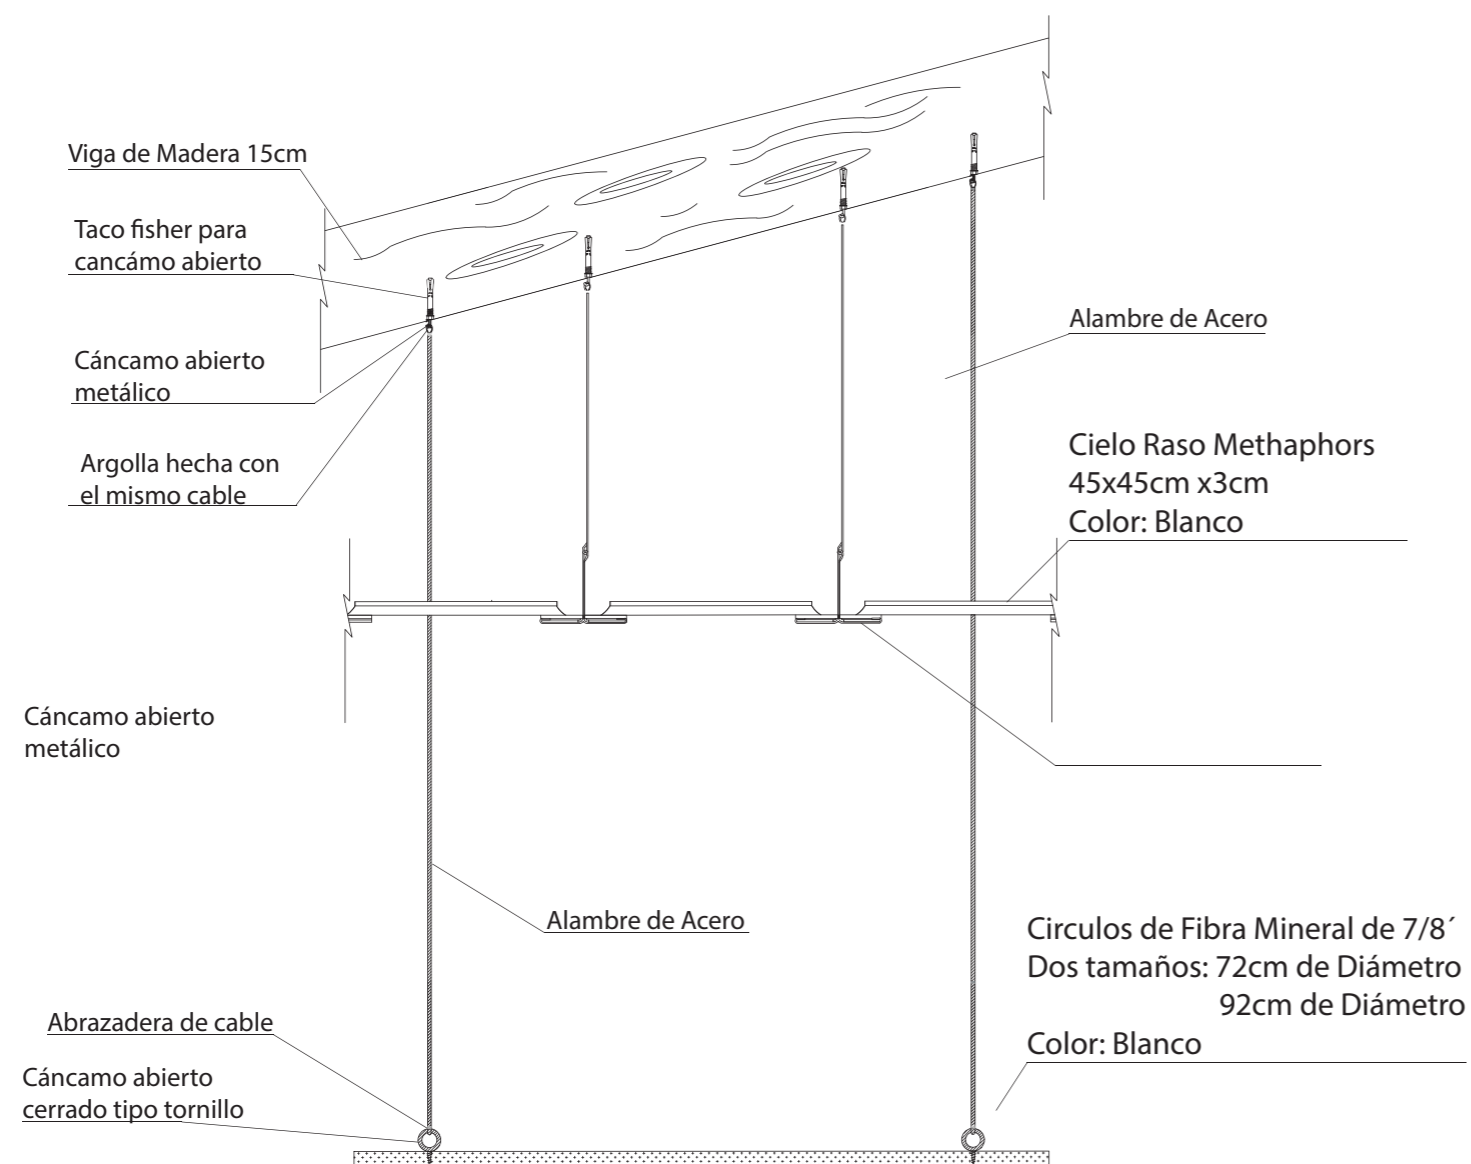 Viga de Madera 15cm
Taco fisher para
cancámo abierto
Cáncamo abierto
metálico
Argolla hecha con
el mismo cable
Alambre de Acero
Cielo Raso Methaphors
45x45cm x3cm
Color: Blanco
Cáncamo abierto
metálico
Alambre de Acero
Circulos de Fibra Mineral de 7/8´
Dos tamaños: 72cm de Diámetro
92cm de Diámetro
Color: Blanco
Abrazadera de cable
Cáncamo abierto
cerrado tipo tornillo